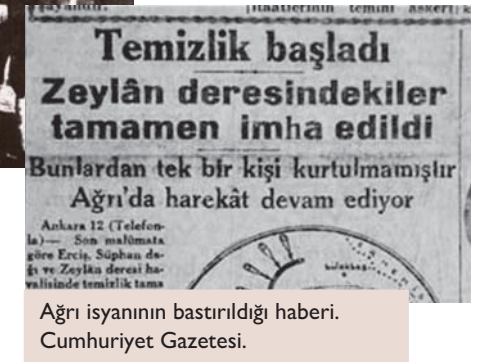 temini askerî
Temizlik başladı
Zeylân deresindekiler
tamamen imha edildi
Bunlardan tek bir kişi kurtulmamıştır
Ağrı'da harekât devam ediyor
Ankara 12 (Telefon-
la)— Son malûmata
göre Erciş, Süphan da-
ğı ve Zeylân deresi ha-
valisinde temizlik tama
Ağrı isyanının bastırıldığı haberi.
Cumhuriyet Gazetesi.